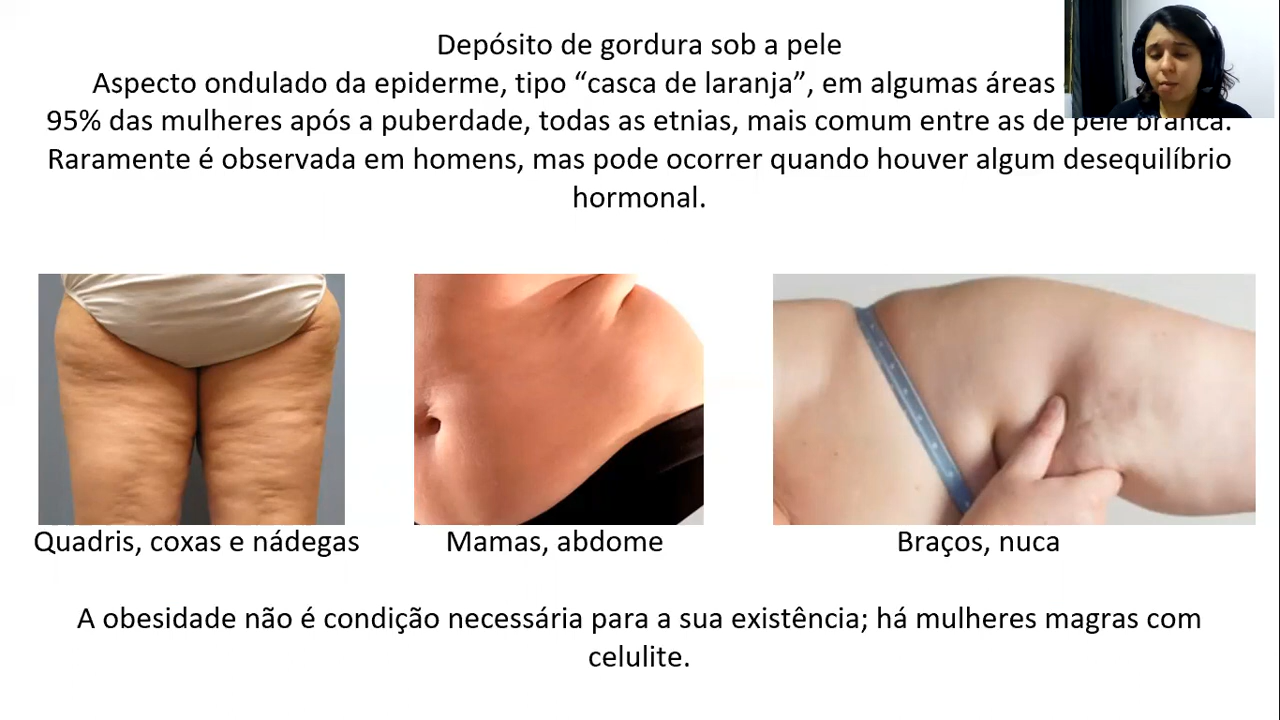 Depósito de gordura sob a pele
Aspecto ondulado da epiderme, tipo “casca de laranja”, em algumas áreas
95% das mulheres após a puberdade, todas as etnias, mais comum entre as de pele branca.
Raramente é observada em homens, mas pode ocorrer quando houver algum desequilíbrio
hormonal.
Quadris, coxas e nádegas
Mamas, abdome
Braços, nuca
A obesidade não é condição necessária para a sua existência; há mulheres magras com
celulite.